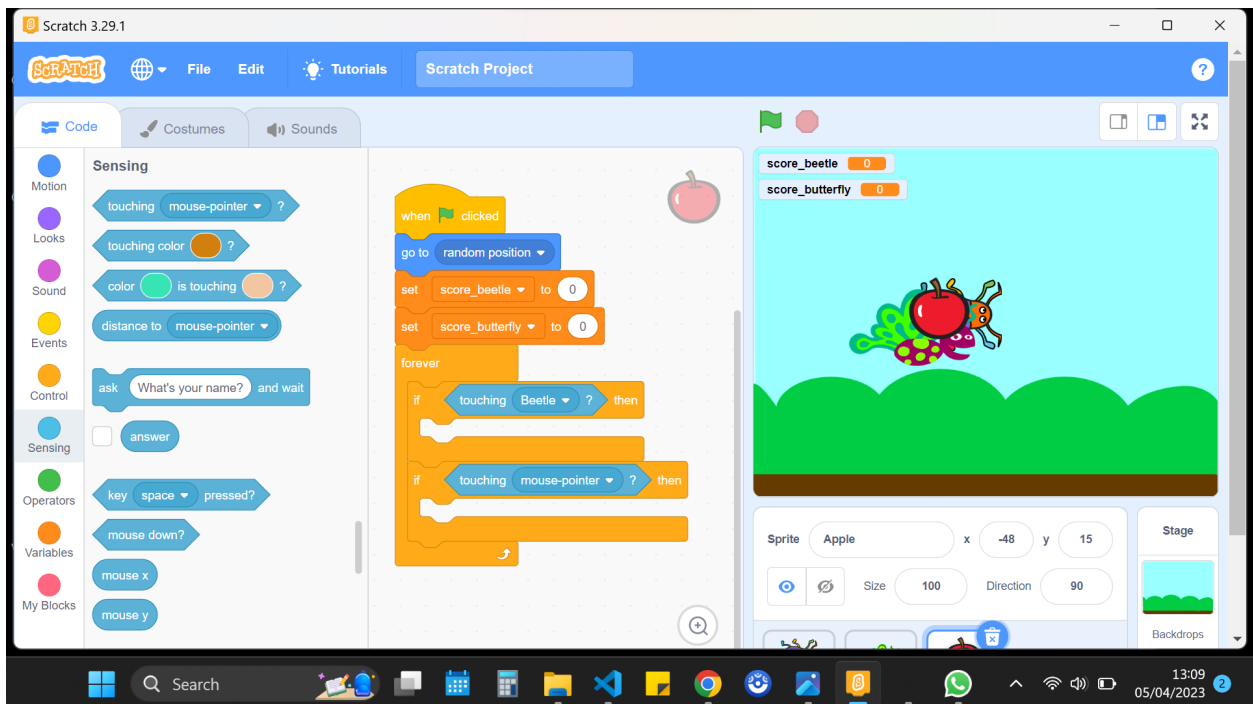 Scratch 3.29.1
SCRATCH File Edit Tutorials Scratch Project ?
Code Costumes Sounds
Motion
Looks
Sound
Events
Control
Sensing
Operators
Variables
My Blocks
Sensing
touching mouse-pointer ?
touching color ?
color is touching ?
distance to mouse-pointer
ask What's your name? and wait
answer
key space pressed?
mouse down?
mouse x
mouse y
when clicked
go to random position
set score_beetle to 0
set score_butterfly to 0
forever
if touching Beetle ? then
if touching mouse-pointer ? then
score_beetle 0
score_butterfly 0
Sprite Apple x -48 y 15
Size 100 Direction 90
Stage
Backdrops
Search
13:09
05/04/2023 2